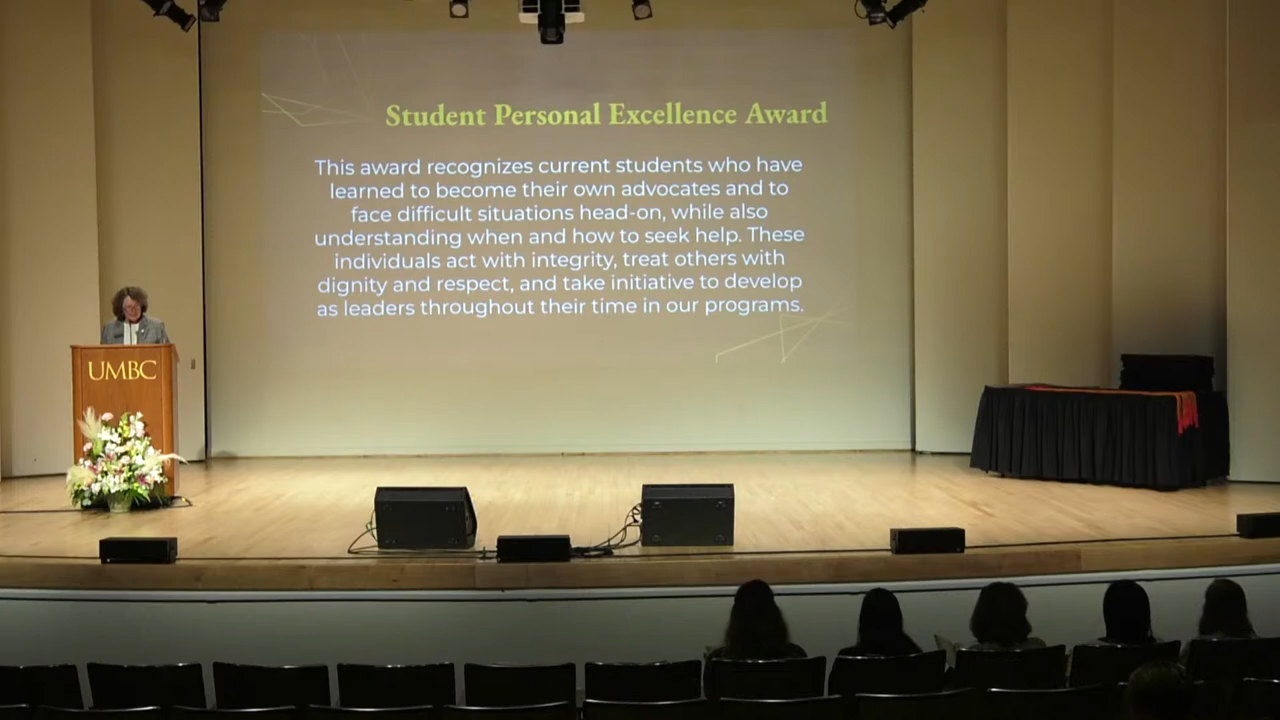 Student Personal Excellence Award
This award recognizes current students who have
learned to become their own advocates and to
face difficult situations head-on, while also
understanding when and how to seek help. These
individuals act with integrity, treat others with
dignity and respect, and take initiative to develop
as leaders throughout their time in our programs.
UMBC